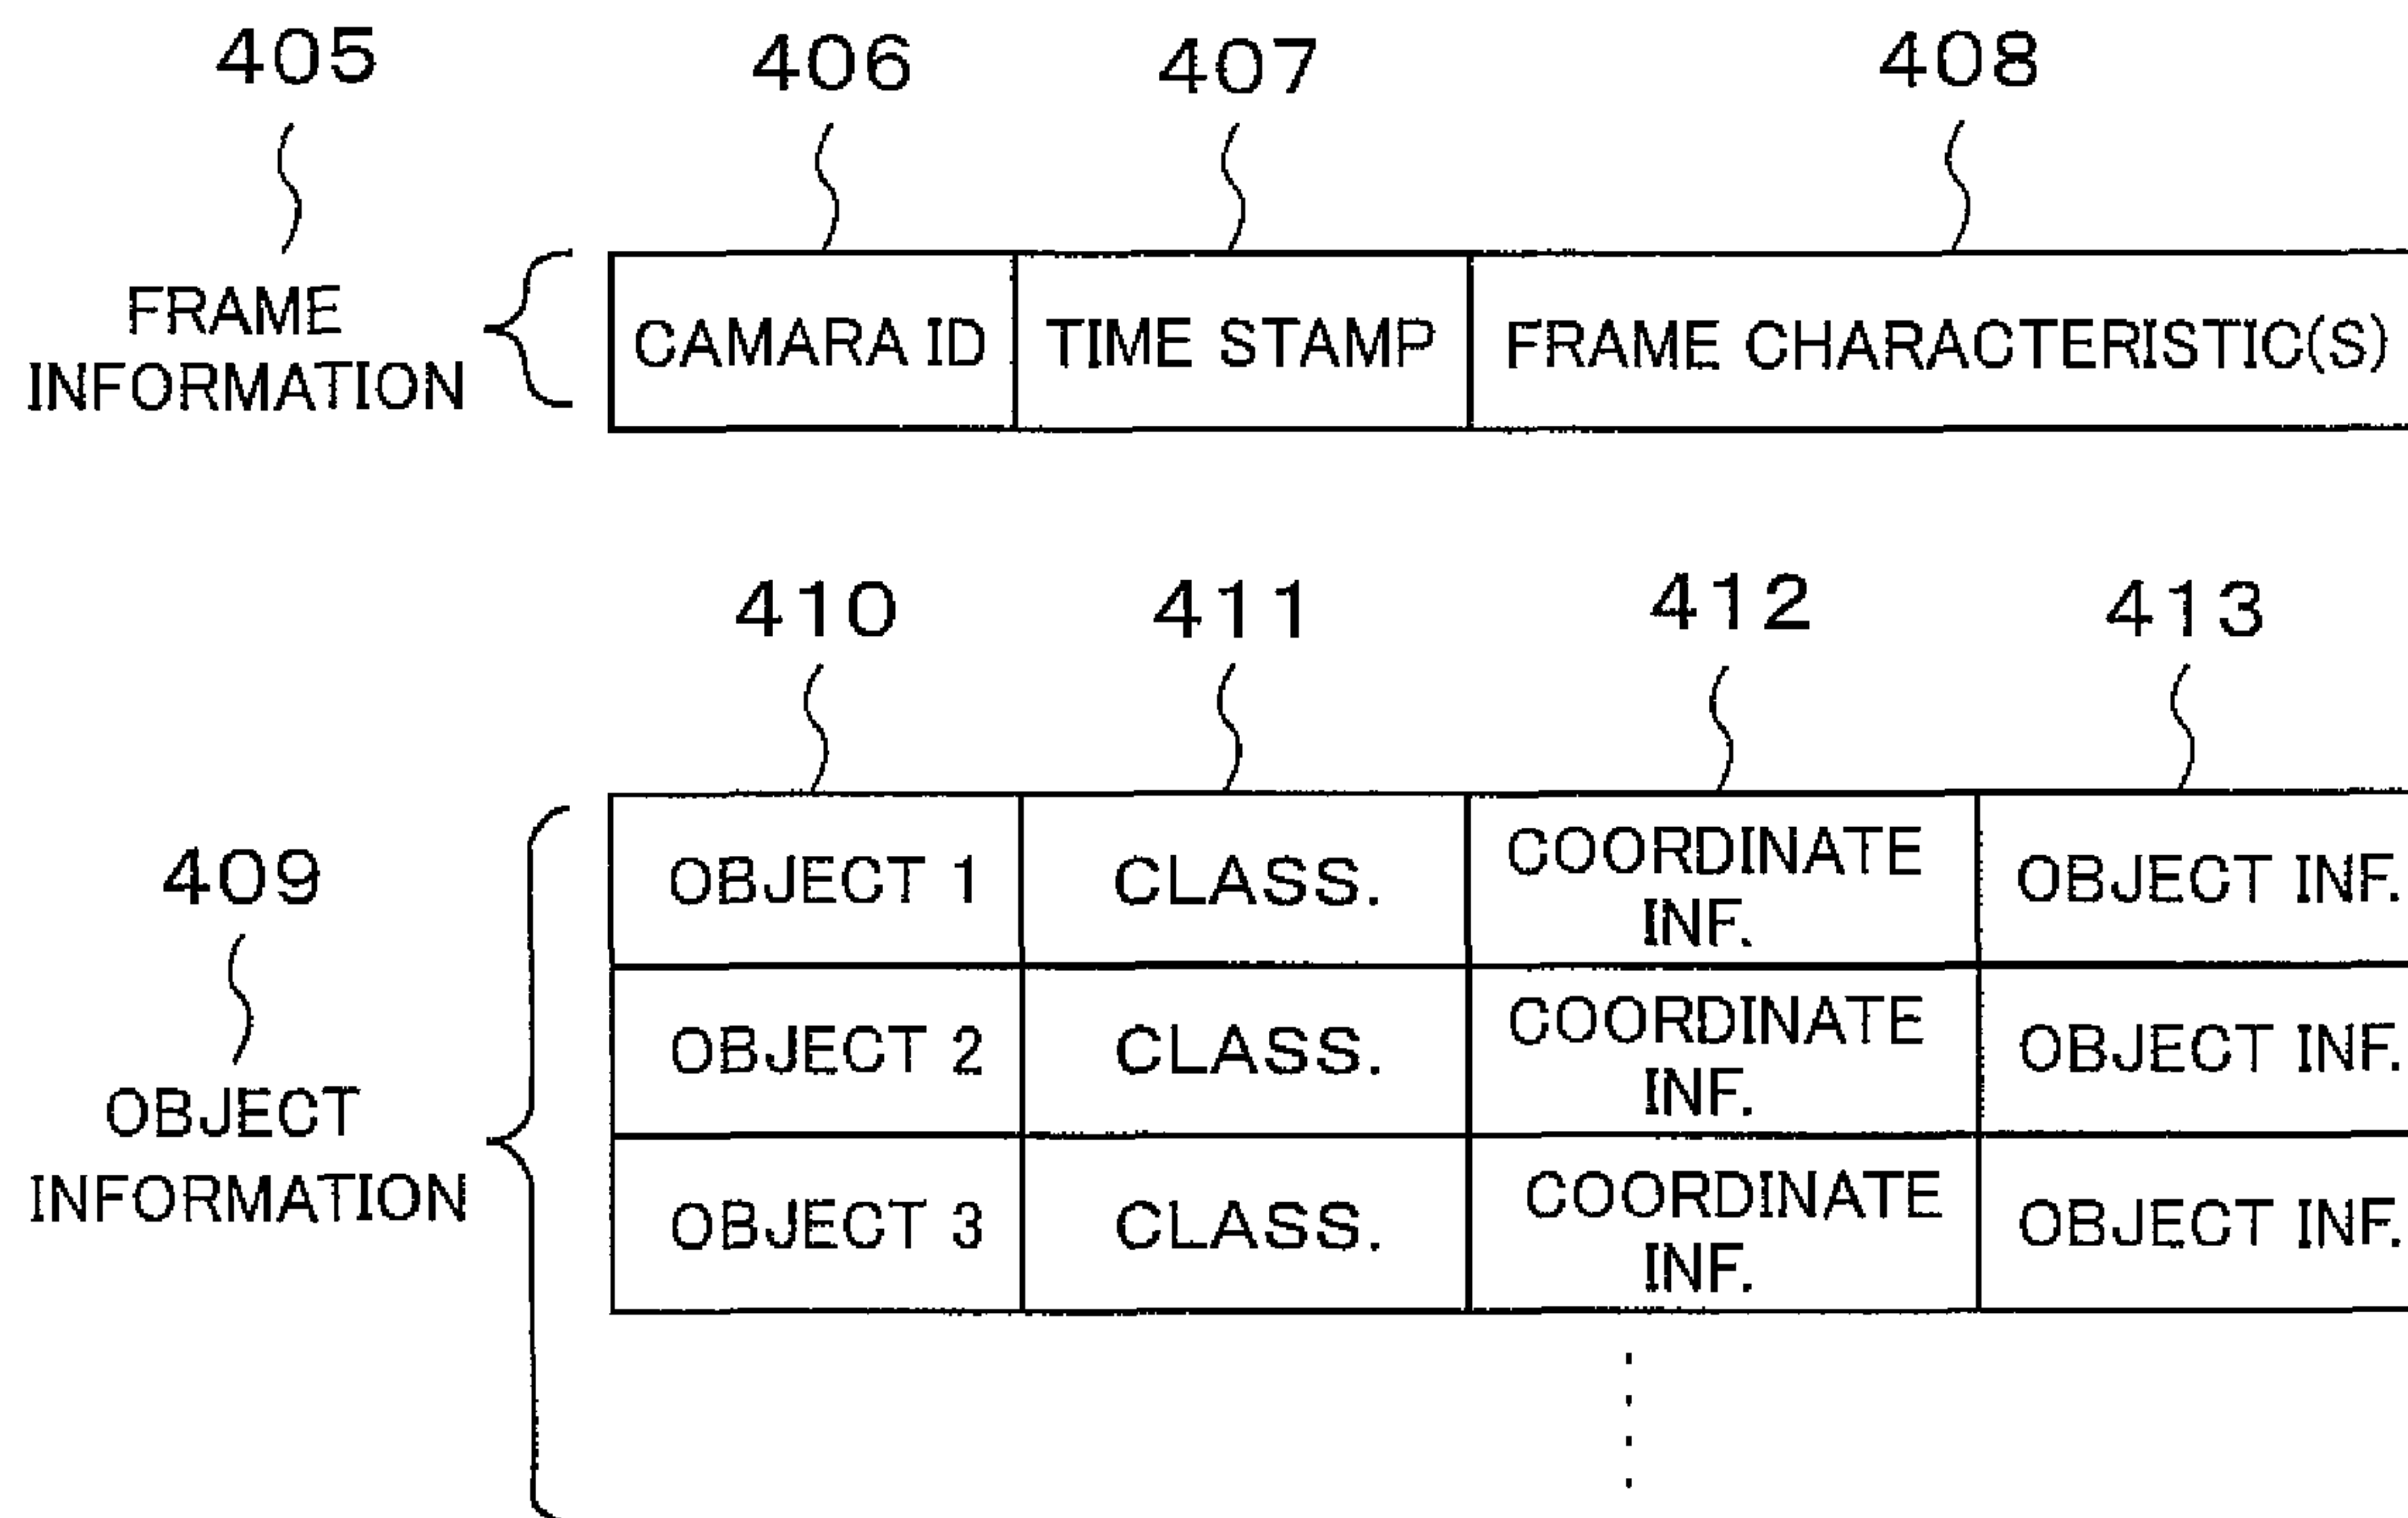 405 406 407 408
FRAME
INFORMATION
CAMARA ID TIME STAMP FRAME CHARACTERISTIC(S)
410 411 412 413
409
OBJECT
INFORMATION
OBJECT 1 CLASS. COORDINATE
INF. OBJECT INF.
OBJECT 2 CLASS. COORDINATE
INF. OBJECT INF.
OBJECT 3 CLASS. COORDINATE
INF. OBJECT INF.